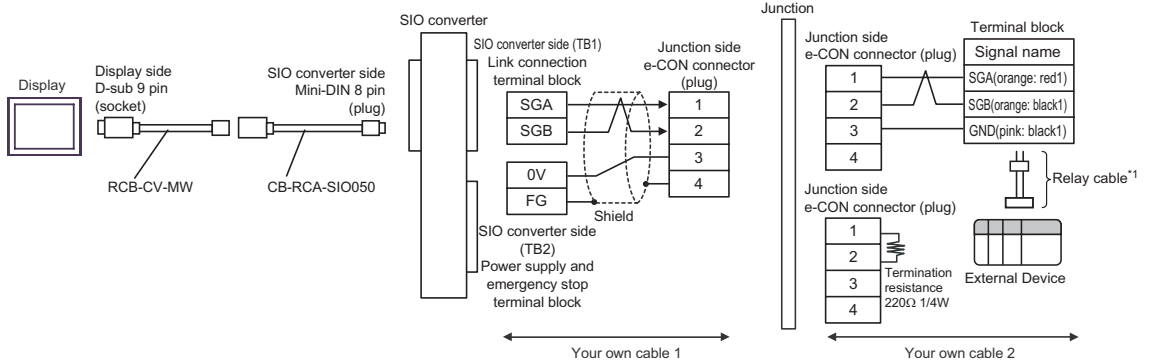 Display
Display side
D-sub 9 pin
(socket)
RCB-CV-MW
SIO converter side
Mini-DIN 8 pin
(plug)
CB-RCA-SIO050
SIO converter
SIO converter side (TB1)
Link connection
terminal block
SGA
SGB
0V
FG
SIO converter side
(TB2)
Power supply and
emergency stop
terminal block
Shield
Junction side
e-CON connector
(plug)
1
2
3
4
Your own cable 1
Junction
Junction side
e-CON connector (plug)
1
2
3
4
Terminal block
Signal name
SGA(orange: red1)
SGB(orange: black1)
GND(pink: black1)
Relay cable*1
External Device
Junction side
e-CON connector (plug)
1
2
3
4
Termination
resistance
220Ω 1/4W
Your own cable 2